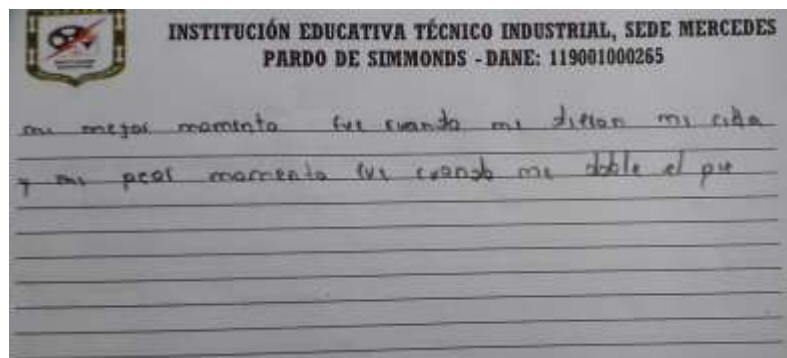 INSTITUCIÓN EDUCATIVA TÉCNICO INDUSTRIAL, SEDE MERCEDES
PARDO DE SIMMONDS - DANE: 119001000265
mi mejor momento fue cuando me dieron mi
y mi peor momento fue cuando me doble el pie